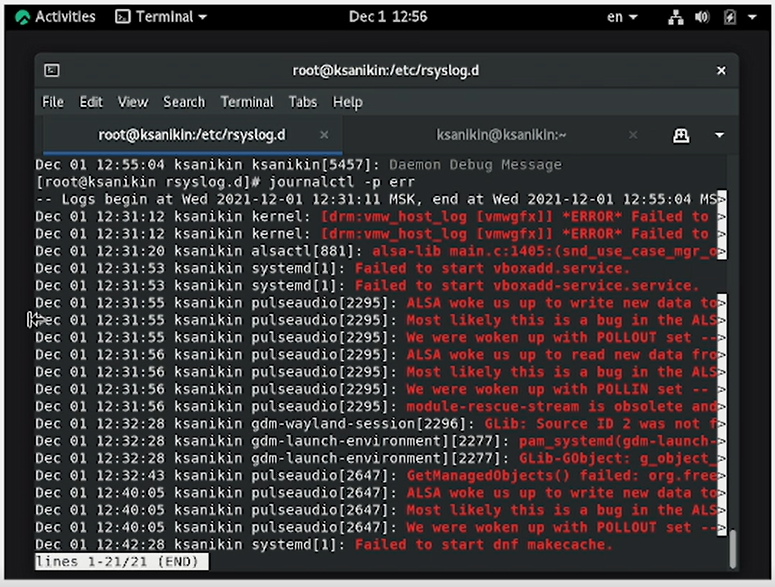 Activities Terminal Dec 1 12:56 en
root@ksanikin:/etc/rsyslog.d
File Edit View Search Terminal Tabs Help
root@ksanikin:/etc/rsyslog.d × ksanikin@ksanikin:~ ×
Dec 01 12:55:04 ksanikin ksanikin[5457]: Daemon Debug Message
[root@ksanikin rsyslog.d]# journalctl -p err
-- Logs begin at Wed 2021-12-01 12:31:11 MSK, end at Wed 2021-12-01 12:55:04 MS>
Dec 01 12:31:12 ksanikin kernel: [drm:vmw_host_log [vmwgfx]] *ERROR* Failed to >
Dec 01 12:31:12 ksanikin kernel: [drm:vmw_host_log [vmwgfx]] *ERROR* Failed to >
Dec 01 12:31:20 ksanikin alsactl[881]: alsa-lib main.c:1405:(snd_use_case_mgr_o>
Dec 01 12:31:53 ksanikin systemd[1]: Failed to start vboxadd.service.
Dec 01 12:31:53 ksanikin systemd[1]: Failed to start vboxadd-service.service.
Dec 01 12:31:55 ksanikin pulseaudio[2295]: ALSA woke us up to write new data to>
Dec 01 12:31:55 ksanikin pulseaudio[2295]: Most likely this is a bug in the ALS>
Dec 01 12:31:55 ksanikin pulseaudio[2295]: We were woken up with POLLOUT set -->
Dec 01 12:31:56 ksanikin pulseaudio[2295]: ALSA woke us up to read new data fro>
Dec 01 12:31:56 ksanikin pulseaudio[2295]: Most likely this is a bug in the ALS>
Dec 01 12:31:56 ksanikin pulseaudio[2295]: We were woken up with POLLIN set -- >
Dec 01 12:31:56 ksanikin pulseaudio[2295]: module-rescue-stream is obsolete and>
Dec 01 12:32:28 ksanikin gdm-wayland-session[2296]: GLib: Source ID 2 was not f>
Dec 01 12:32:28 ksanikin gdm-launch-environment][2277]: pam_systemd(gdm-launch->
Dec 01 12:32:28 ksanikin gdm-launch-environment][2277]: GLib-GObject: g_object_>
Dec 01 12:32:43 ksanikin pulseaudio[2647]: GetManagedObjects() failed: org.free>
Dec 01 12:40:05 ksanikin pulseaudio[2647]: ALSA woke us up to write new data to>
Dec 01 12:40:05 ksanikin pulseaudio[2647]: Most likely this is a bug in the ALS>
Dec 01 12:40:05 ksanikin pulseaudio[2647]: We were woken up with POLLOUT set -->
Dec 01 12:42:28 ksanikin systemd[1]: Failed to start dnf makecache.
lines 1-21/21 (END)